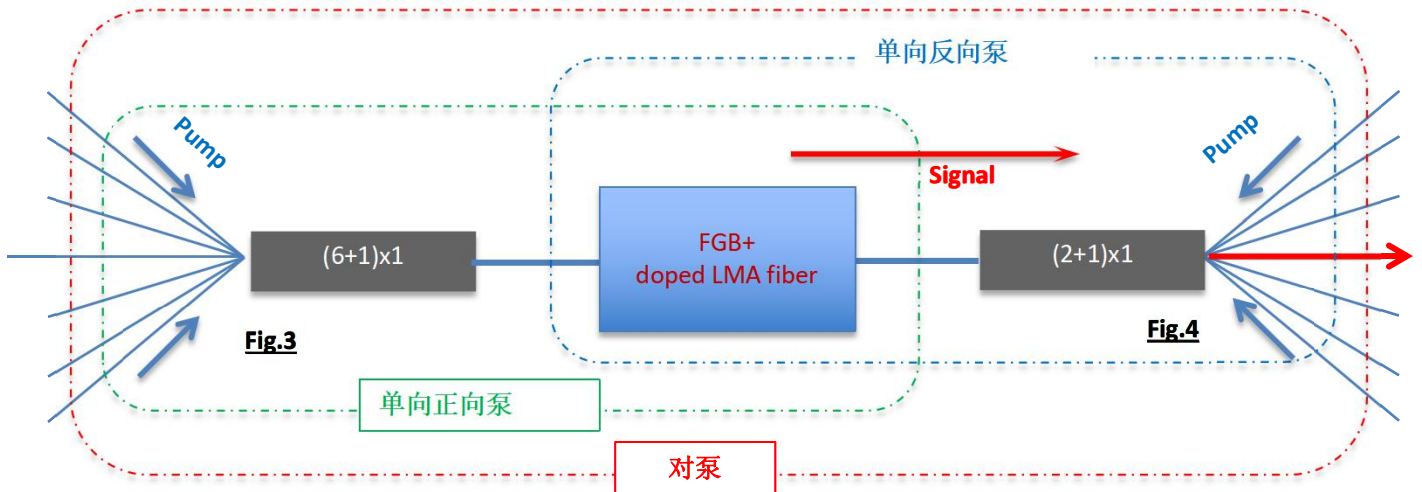 单向反向泵
Pump
Pump
Signal
(6+1)x1
FGB+
doped LMA fiber
(2+1)x1
Fig.3
Fig.4
单向正向泵
对泵